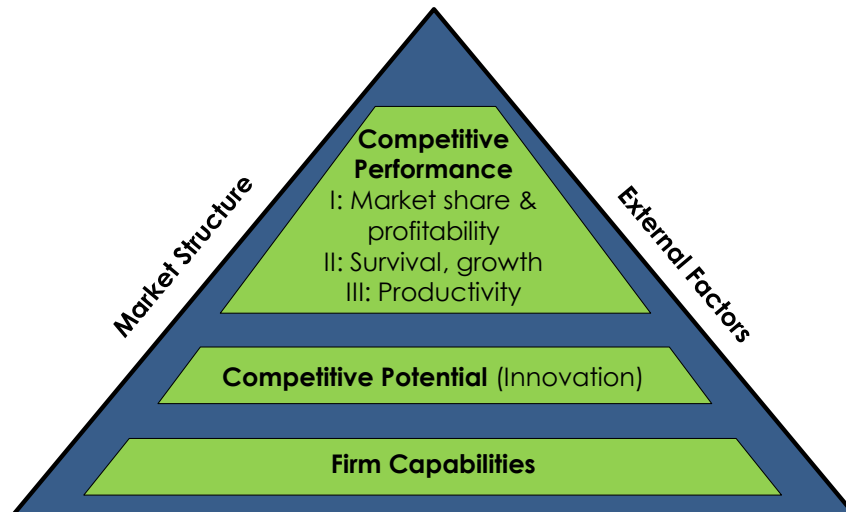 Competitive
Performance
I: Market share &
profitability
II: Survival, growth
III: Productivity
Market Structure
External Factors
Competitive Potential (Innovation)
Firm Capabilities